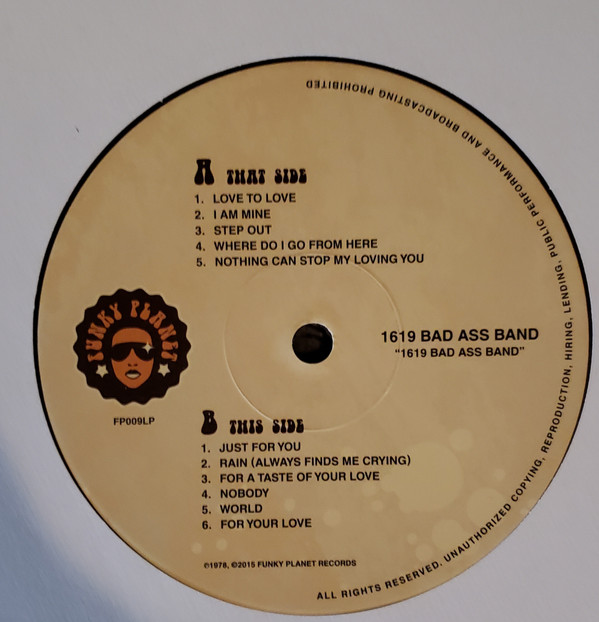 A THAT SIDE
1. LOVE TO LOVE
2. I AM MINE
3. STEP OUT
4. WHERE DO I GO FROM HERE
5. NOTHING CAN STOP MY LOVING YOU
FUNKY PLANET
FP009LP
1619 BAD ASS BAND
"1619 BAD ASS BAND"
B THIS SIDE
1. JUST FOR YOU
2. RAIN (ALWAYS FINDS ME CRYING)
3. FOR A TASTE OF YOUR LOVE
4. NOBODY
5. WORLD
6. FOR YOUR LOVE
℗1978, ©2015 FUNKY PLANET RECORDS
ALL RIGHTS RESERVED. UNAUTHORIZED COPYING, REPRODUCTION, HIRING, LENDING, PUBLIC PERFORMANCE AND BROADCASTING PROHIBITED